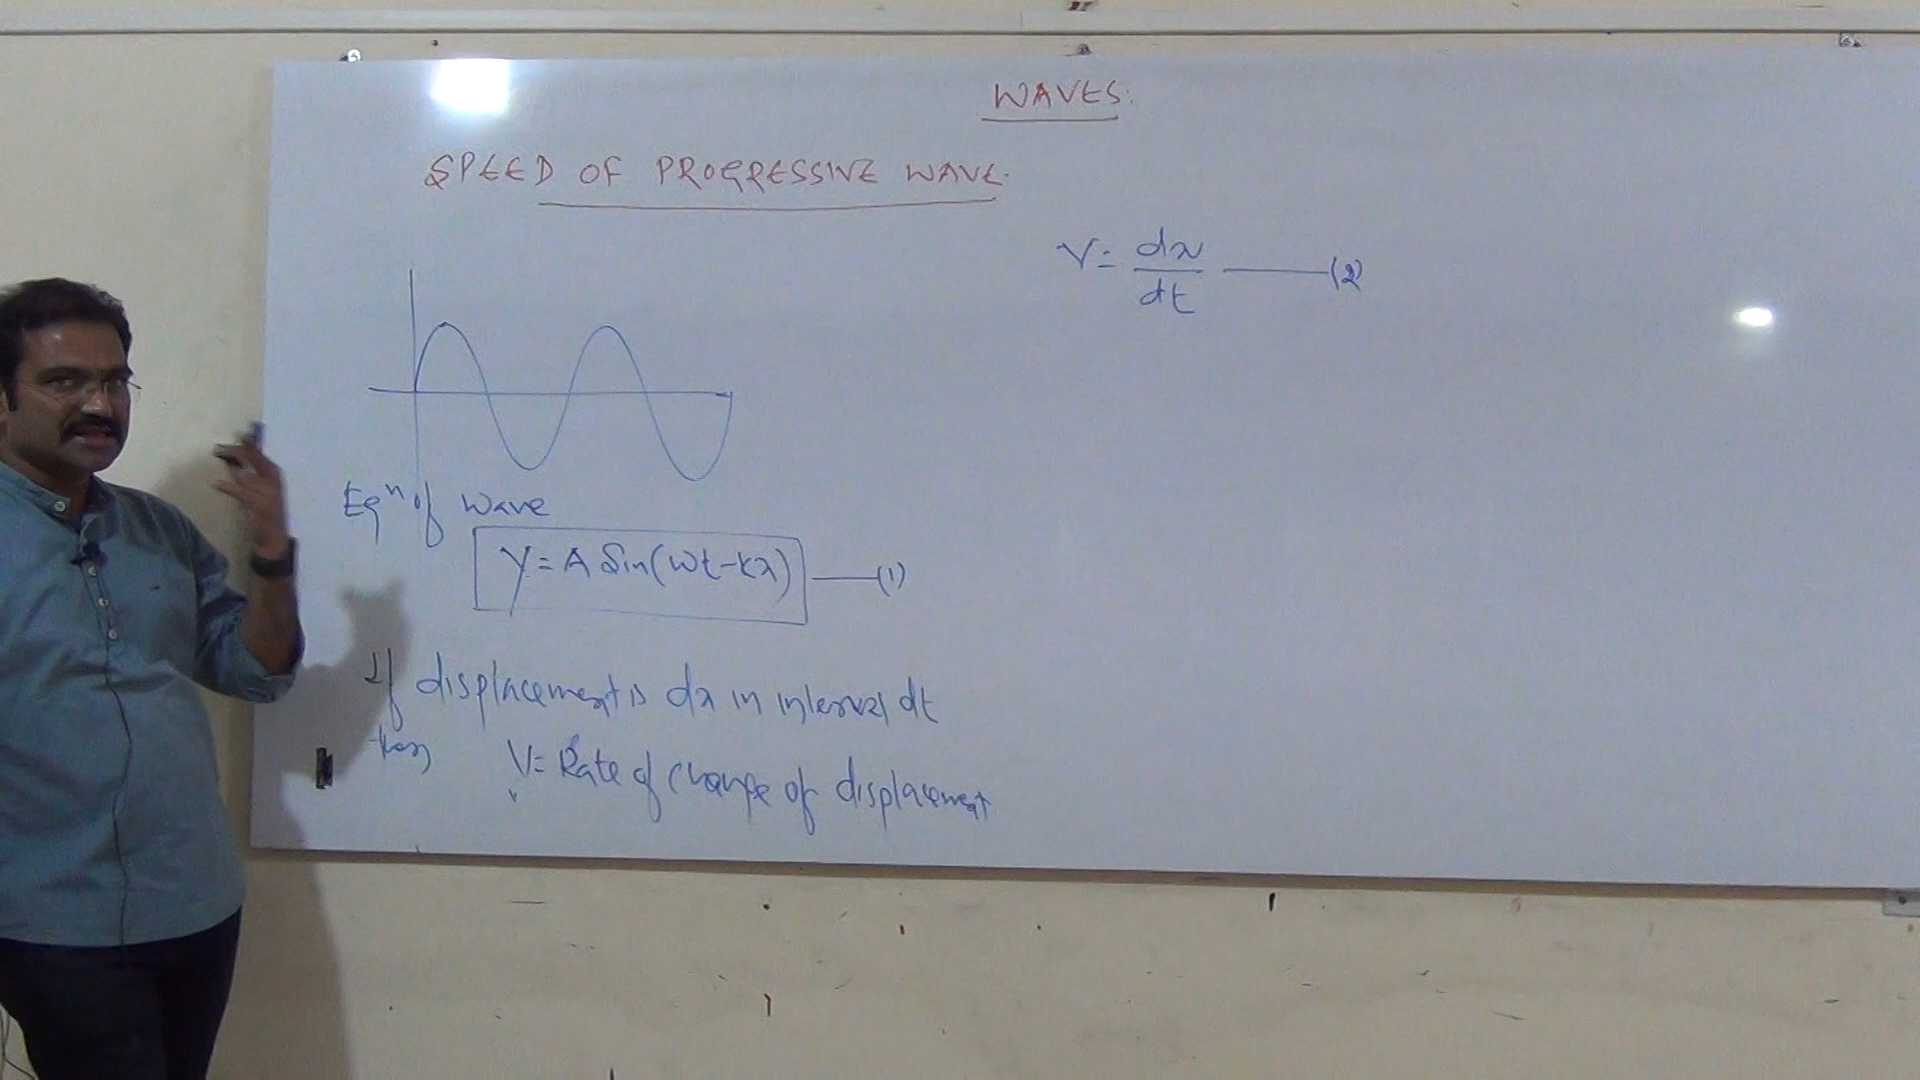 WAVES.
SPEED OF PROGRESSIVE WAVE.
Eqⁿ of wave
y = A Sin(ωt-kx) —(1)
If displacement is dx in interval dt
then V = Rate of change of displacement
V = dx/dt —(2)